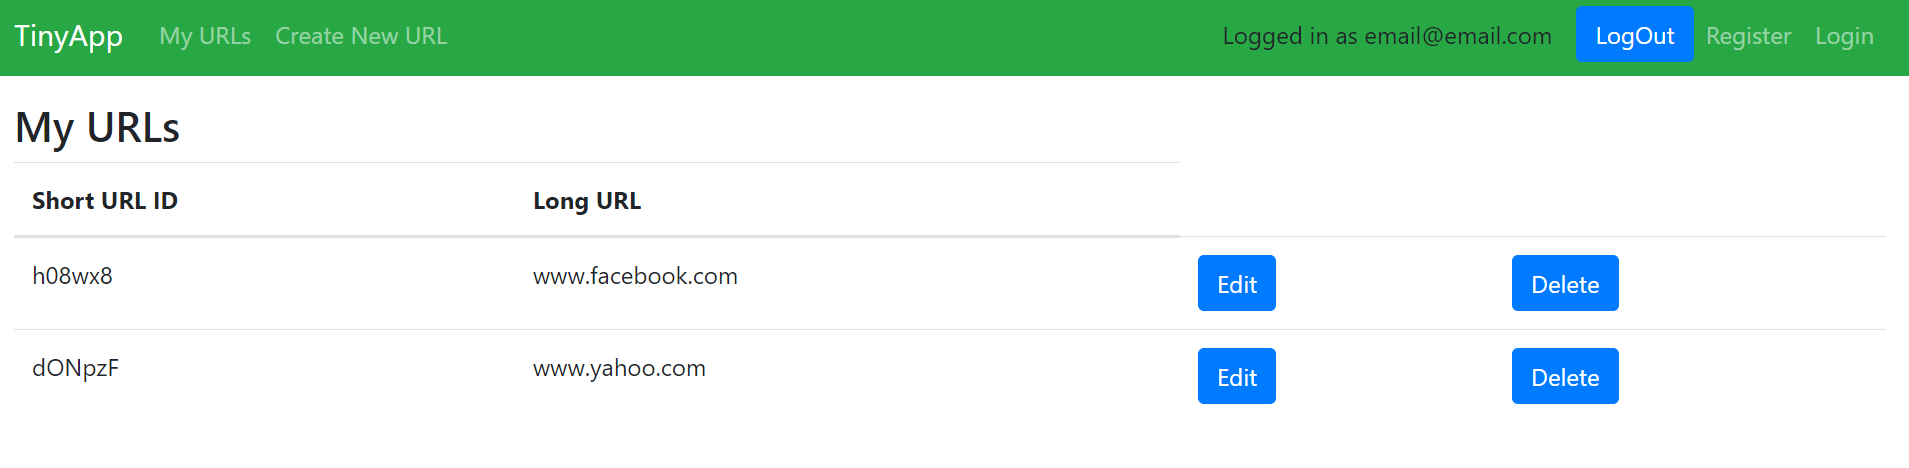 TinyApp My URLs Create New URL Logged in as email@email.com LogOut Register Login
My URLs
Short URL ID Long URL
h08wx8 www.facebook.com Edit Delete
dONpzF www.yahoo.com Edit Delete